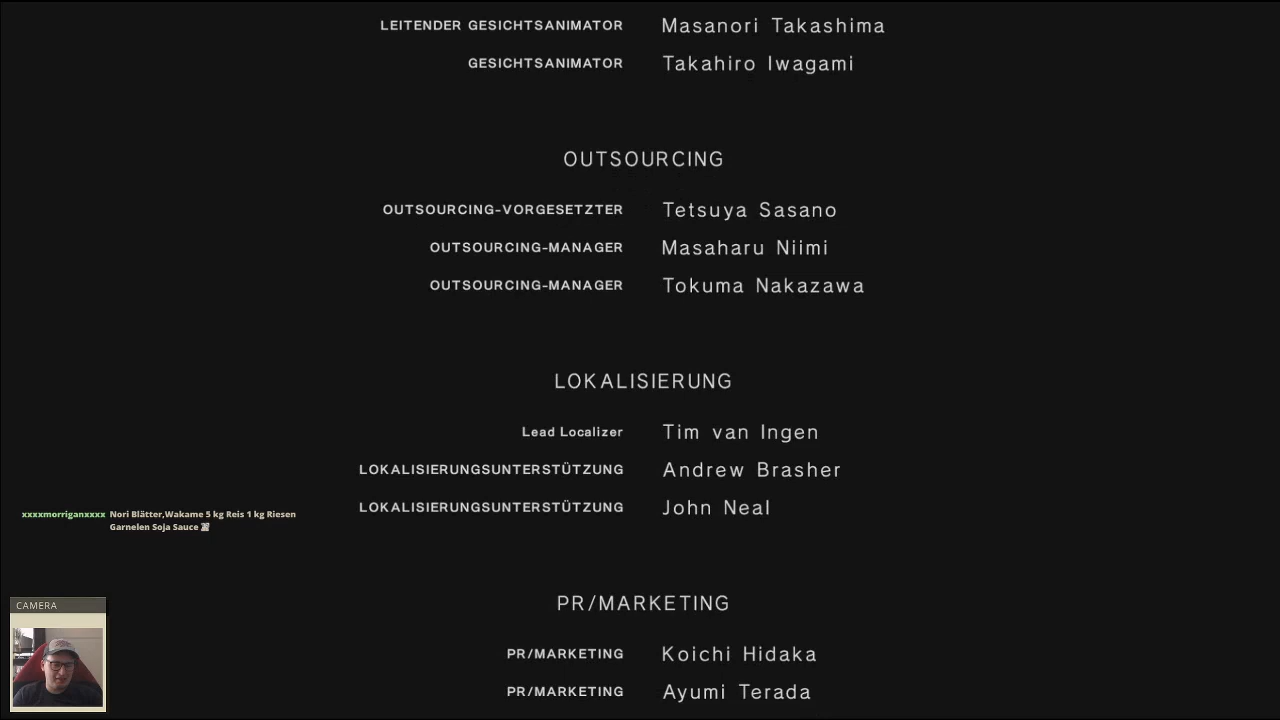 LEITENDER GESICHTSANIMATOR Masanori Takashima
GESICHTSANIMATOR Takahiro Iwagami
OUTSOURCING
OUTSOURCING-VORGESETZTER Tetsuya Sasano
OUTSOURCING-MANAGER Masaharu Niimi
OUTSOURCING-MANAGER Tokuma Nakazawa
LOKALISIERUNG
Lead Localizer Tim van Ingen
LOKALISIERUNGSUNTERSTÜTZUNG Andrew Brasher
LOKALISIERUNGSUNTERSTÜTZUNG John Neal
xxxxmorriganxxxx Nori Blätter,Wakame 5 kg Reis 1 kg Riesen
Garnelen Soja Sauce
PR/MARKETING
CAMERA
PR/MARKETING Koichi Hidaka
PR/MARKETING Ayumi Terada